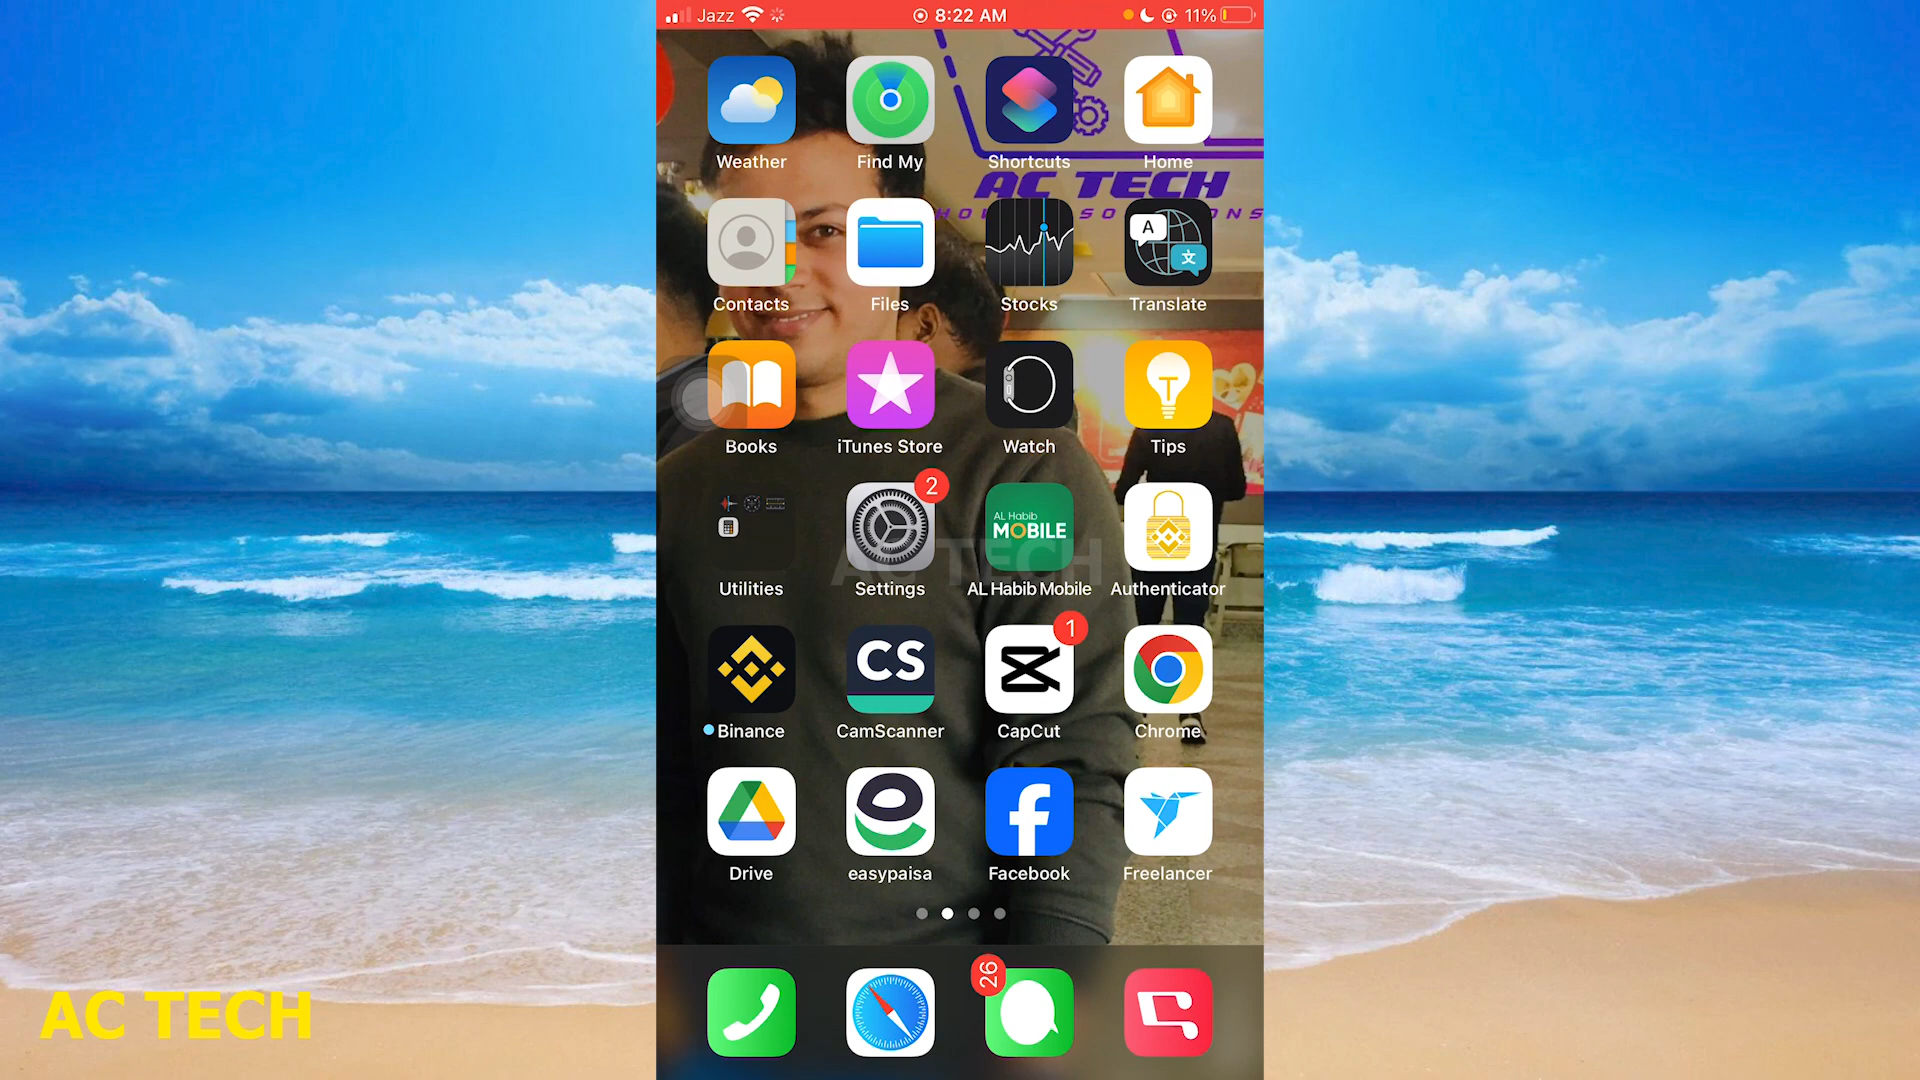 Jazz 8:22 AM 11%
Weather Find My Shortcuts Home
AC TECH
Contacts Files Stocks Translate
Books iTunes Store Watch Tips
2
AL Habib
MOBILE
AC TECH
Utilities Settings AL Habib Mobile Authenticator
CS 1
Binance CamScanner CapCut Chrome
Drive easypaisa Facebook Freelancer
26
AC TECH